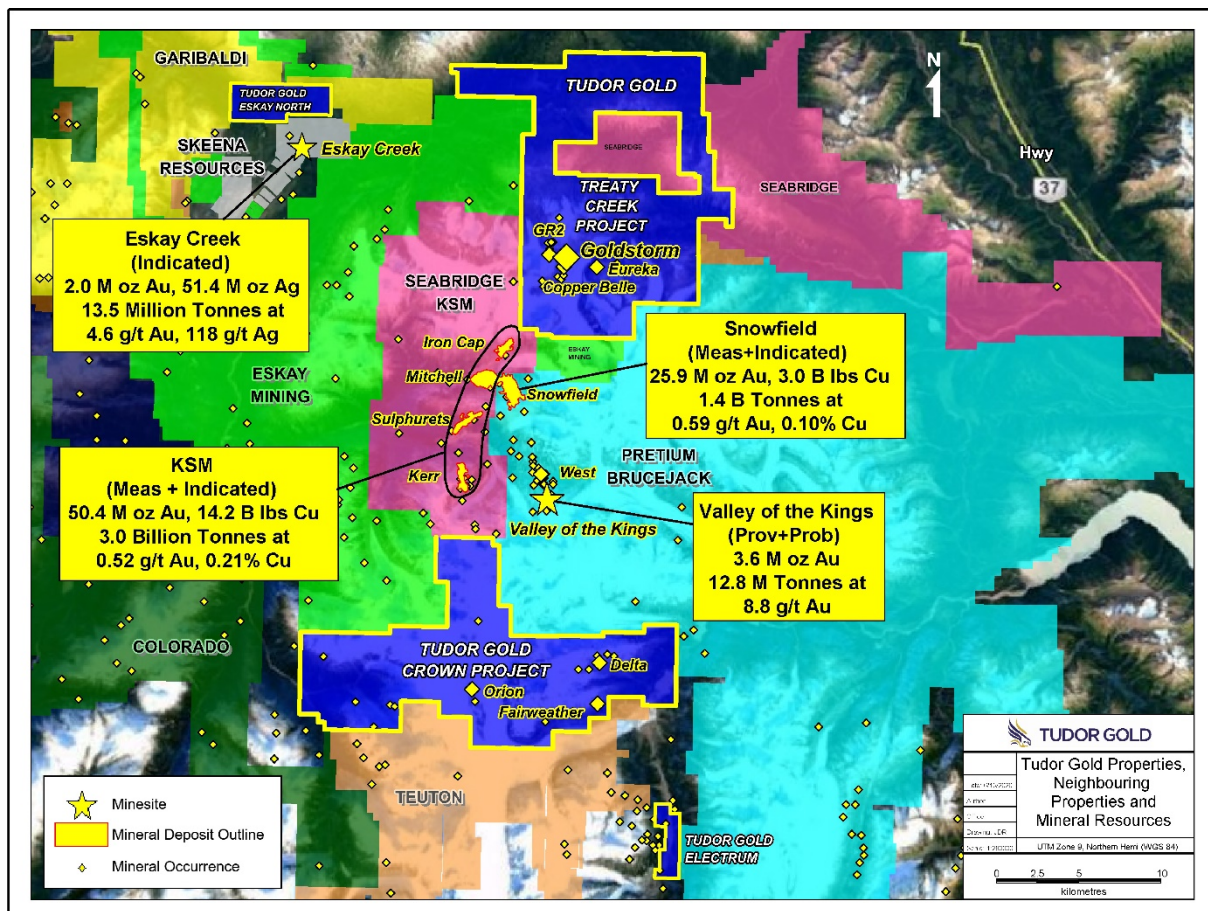 GARIBALDI
TUDOR GOLD
ESKAY NORTH
SKEENA
RESOURCES
Eskay Creek
TUDOR GOLD
SEABRIDGE
TREATY
CREEK
PROJECT
SEABRIDGE
N
Hwy
37
GR2
Goldstorm
Eureka
Copper Belle
Eskay Creek
(Indicated)
2.0 M oz Au, 51.4 M oz Ag
13.5 Million Tonnes at
4.6 g/t Au, 118 g/t Ag
SEABRIDGE
KSM
Iron Cap
Mitchell
Sulphurets
Kerr
ESKAY
MINING
ESKAY
MINING
Snowfield
Snowfield
(Meas+Indicated)
25.9 M oz Au, 3.0 B lbs Cu
1.4 B Tonnes at
0.59 g/t Au, 0.10% Cu
KSM
(Meas + Indicated)
50.4 M oz Au, 14.2 B lbs Cu
3.0 Billion Tonnes at
0.52 g/t Au, 0.21% Cu
West
PRETIUM
BRUCEJACK
Valley of the Kings
Valley of the Kings
(Prov+Prob)
3.6 M oz Au
12.8 M Tonnes at
8.8 g/t Au
COLORADO
TUDOR GOLD
CROWN PROJECT
Delta
Orion
Fairweather
TEUTON
TUDOR GOLD
ELECTRUM
Minesite
Mineral Deposit Outline
Mineral Occurrence
TUDOR GOLD
Tudor Gold Properties,
Neighbouring
Properties and
Mineral Resources
UTM Zone 9, Northern Hemi (WGS 84)
0 2.5 5 10
kilometres